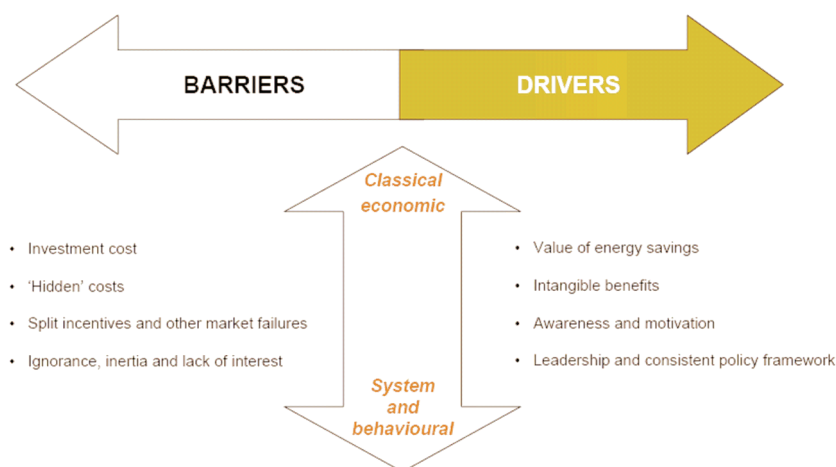 BARRIERS
DRIVERS
Classical
economic
• Investment cost
• 'Hidden' costs
• Split incentives and other market failures
• Ignorance, inertia and lack of interest
• Value of energy savings
• Intangible benefits
• Awareness and motivation
• Leadership and consistent policy framework
System
and
behavioural